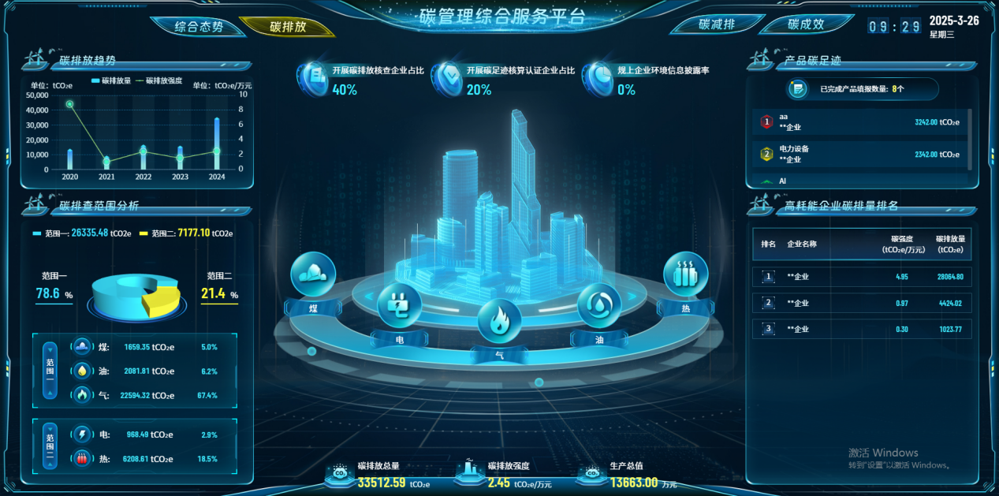 碳管理综合服务平台
综合态势
碳排放
碳减排
碳成效
09:29
2025-3-26
星期三
碳排放趋势
单位: tCO₂e
碳排放量
碳排放强度
单位: tCO₂e/万元
50,000
40,000
30,000
20,000
10,000
0
10
8
6
4
2
0
2020 2021 2022 2023 2024
碳排查范围分析
范围一: 26335.48 tCO2e
范围二: 7177.10 tCO2e
范围一
78.6 %
范围二
21.4 %
范围一
煤: 1659.35 tCO₂e 5.0%
油: 2081.81 tCO₂e 6.2%
气: 22594.32 tCO₂e 67.4%
范围二
电: 968.49 tCO₂e 2.9%
热: 6208.61 tCO₂e 18.5%
开展碳排放核查企业占比
40%
开展碳足迹核算认证企业占比
20%
规上企业环境信息披露率
0%
煤
电
气
油
热
碳排放总量
33512.59 tCO₂e
碳排放强度
2.45 tCO₂e/万元
生产总值
13663.00 万元
产品碳足迹
已完成产品填报数量: 8个
1
aa
**企业
3242.00 tCO₂e
2
电力设备
**企业
2342.00 tCO₂e
AI
高耗能企业碳排量排名
排名 企业名称 碳强度 碳排放量
(tCO₂e/万元) (tCO₂e)
1 **企业 4.95 28064.80
2 **企业 0.97 4424.02
3 **企业 0.30 1023.77
激活 Windows
转到"设置"以激活 Windows。